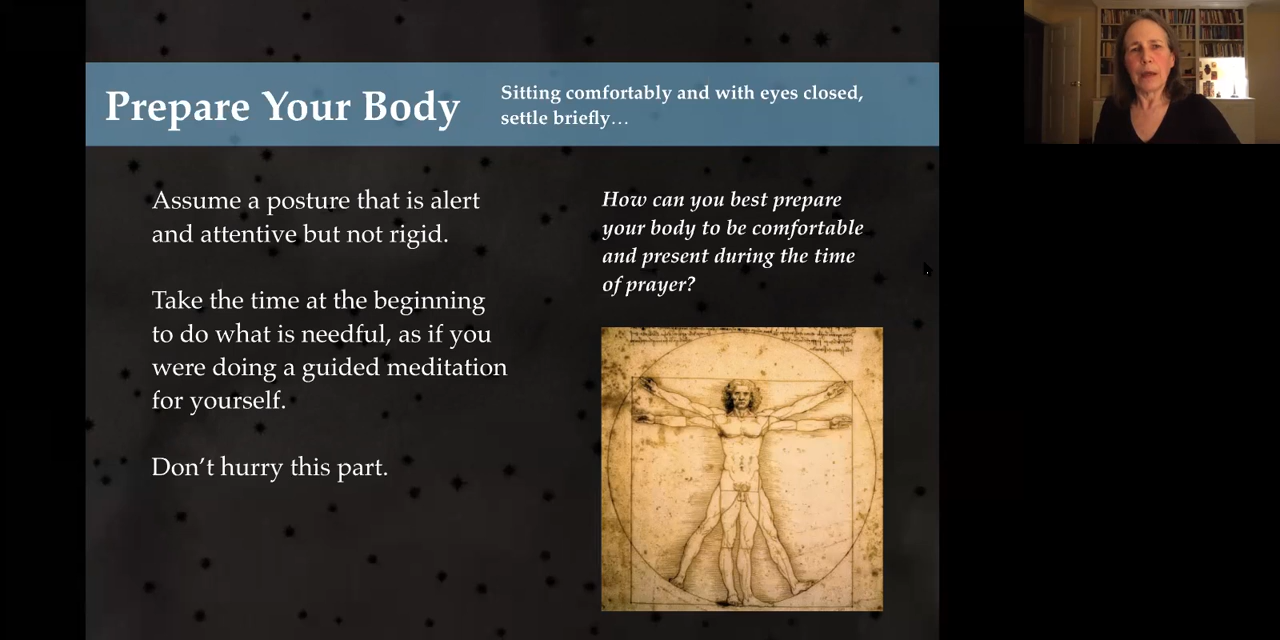 Prepare Your Body
Sitting comfortably and with eyes closed,
settle briefly…
Assume a posture that is alert
and attentive but not rigid.
Take the time at the beginning
to do what is needful, as if you
were doing a guided meditation
for yourself.
Don’t hurry this part.
How can you best prepare
your body to be comfortable
and present during the time
of prayer?